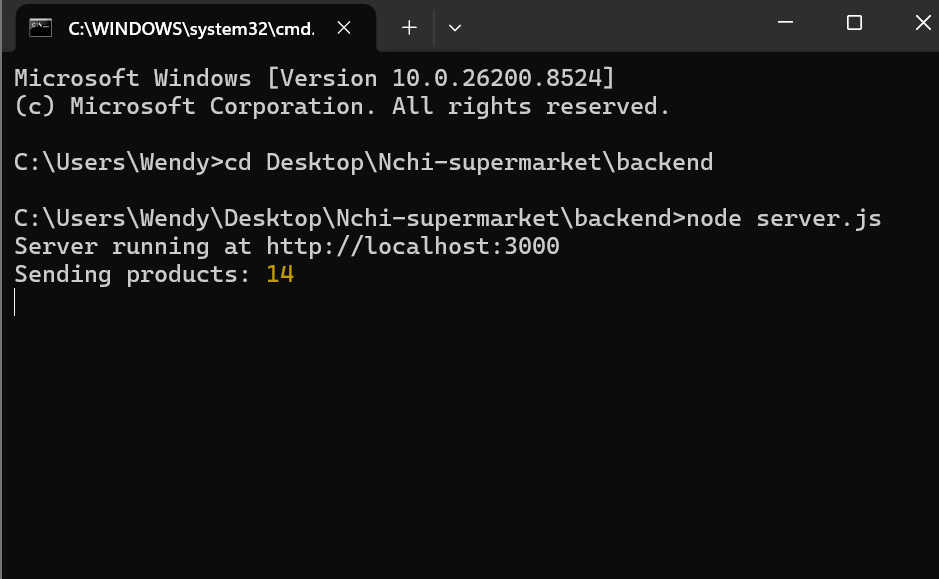 C:\WINDOWS\system32\cmd.
Microsoft Windows [Version 10.0.26200.8524]
(c) Microsoft Corporation. All rights reserved.
C:\Users\Wendy>cd Desktop\Nchi-supermarket\backend
C:\Users\Wendy\Desktop\Nchi-supermarket\backend>node server.js
Server running at http://localhost:3000
Sending products: 14